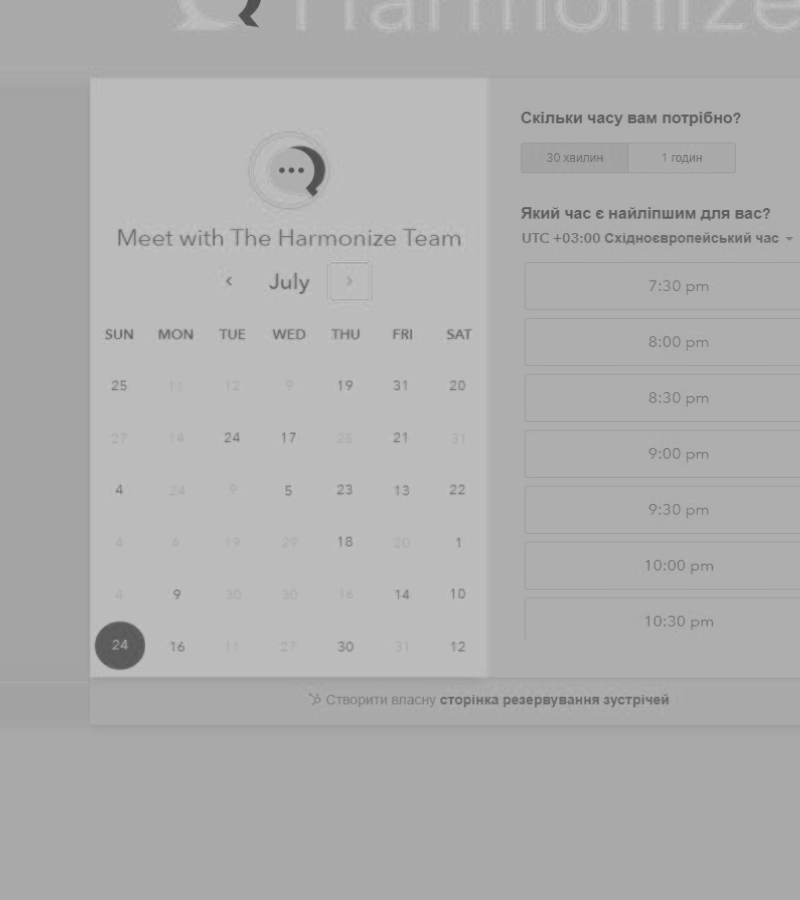 Harmonize
Meet with The Harmonize Team
July
SUN MON TUE WED THU FRI SAT
25 11 12 9 19 31 20
27 14 24 17 25 21 31
4 24 9 5 23 13 22
4 6 19 29 18 20 1
4 9 30 30 16 14 10
24 16 11 27 30 31 12
Скільки часу вам потрібно?
30 хвилин 1 годин
Який час є найліпшим для вас?
UTC +03:00 Східноєвропейський час
7:30 pm
8:00 pm
8:30 pm
9:00 pm
9:30 pm
10:00 pm
10:30 pm
Створити власну сторінка резервування зустрічей